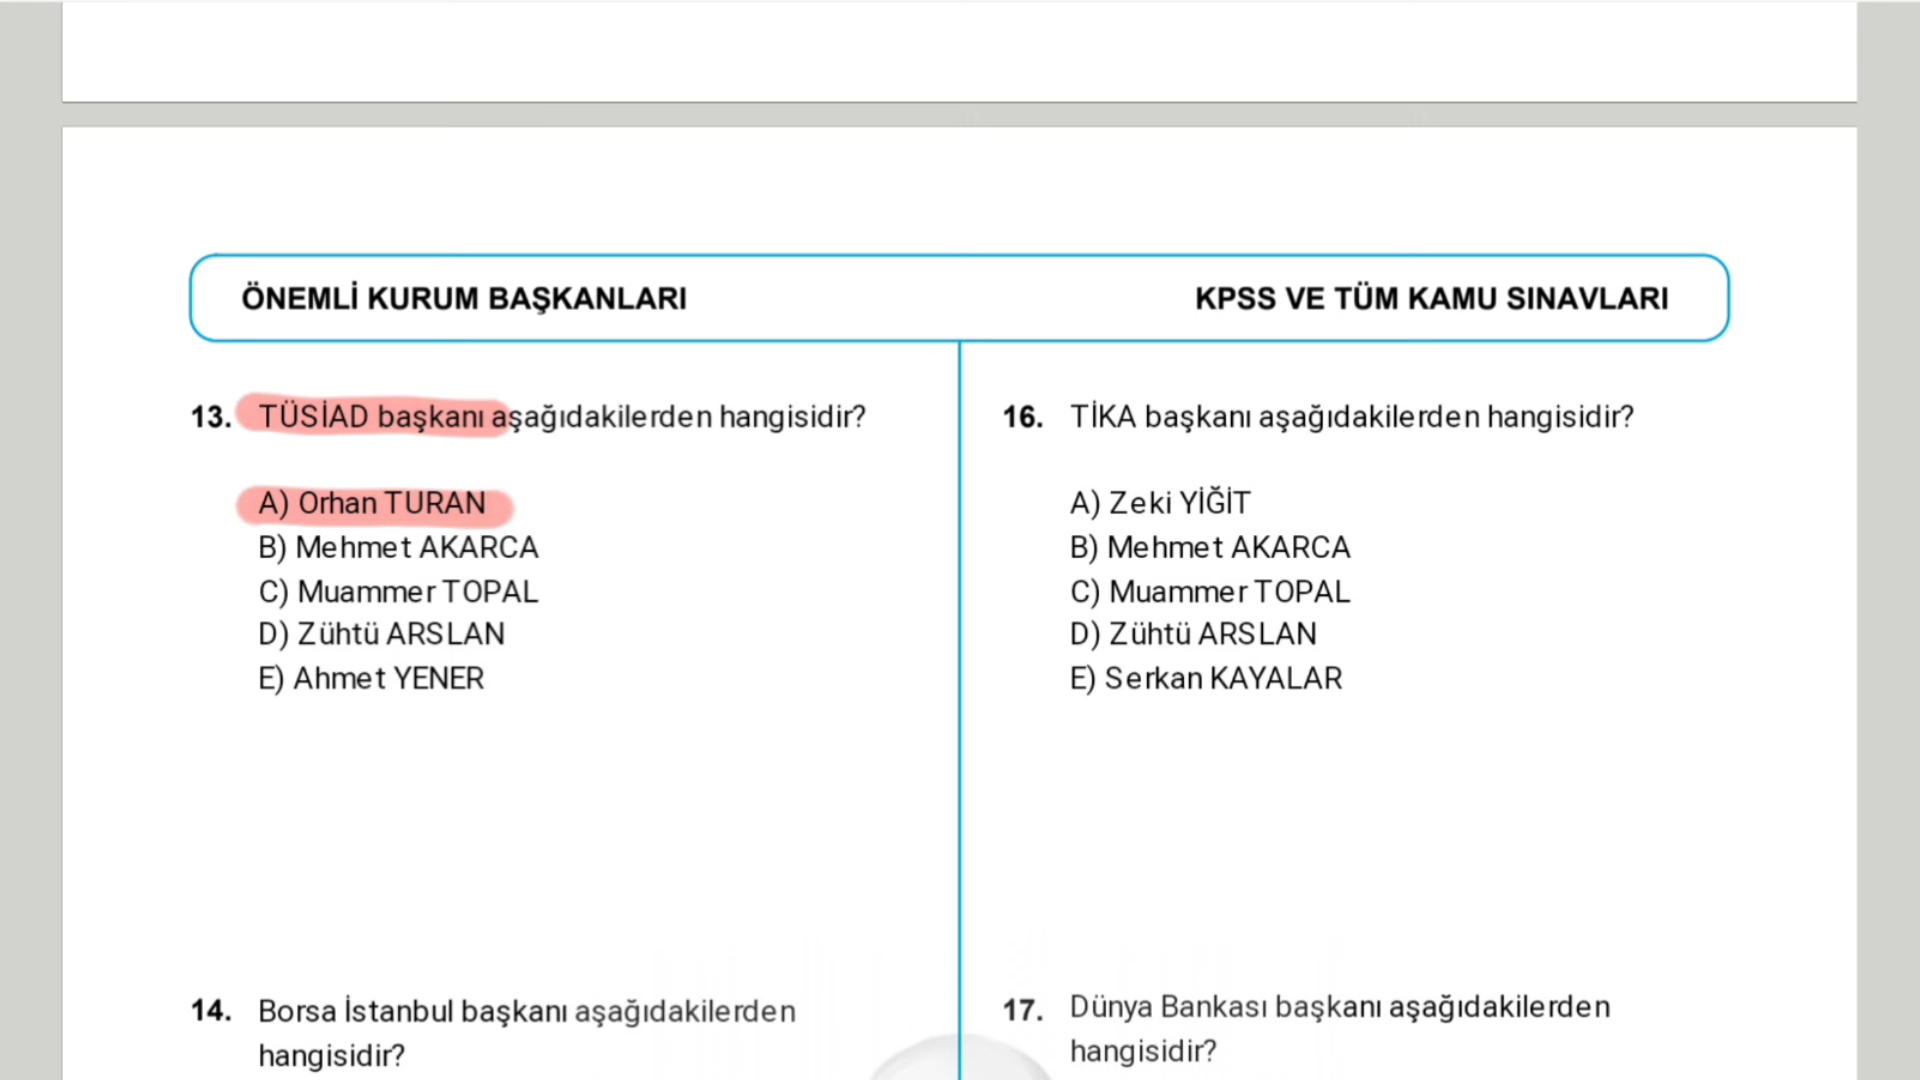 ÖNEMLİ KURUM BAŞKANLARI
KPSS VE TÜM KAMU SINAVLARI
13. TÜSİAD başkanı aşağıdakilerden hangisidir?
A) Orhan TURAN
B) Mehmet AKARCA
C) Muammer TOPAL
D) Zühtü ARSLAN
E) Ahmet YENER
14. Borsa İstanbul başkanı aşağıdakilerden
hangisidir?
16. TİKA başkanı aşağıdakilerden hangisidir?
A) Zeki YİĞİT
B) Mehmet AKARCA
C) Muammer TOPAL
D) Zühtü ARSLAN
E) Serkan KAYALAR
17. Dünya Bankası başkanı aşağıdakilerden
hangisidir?